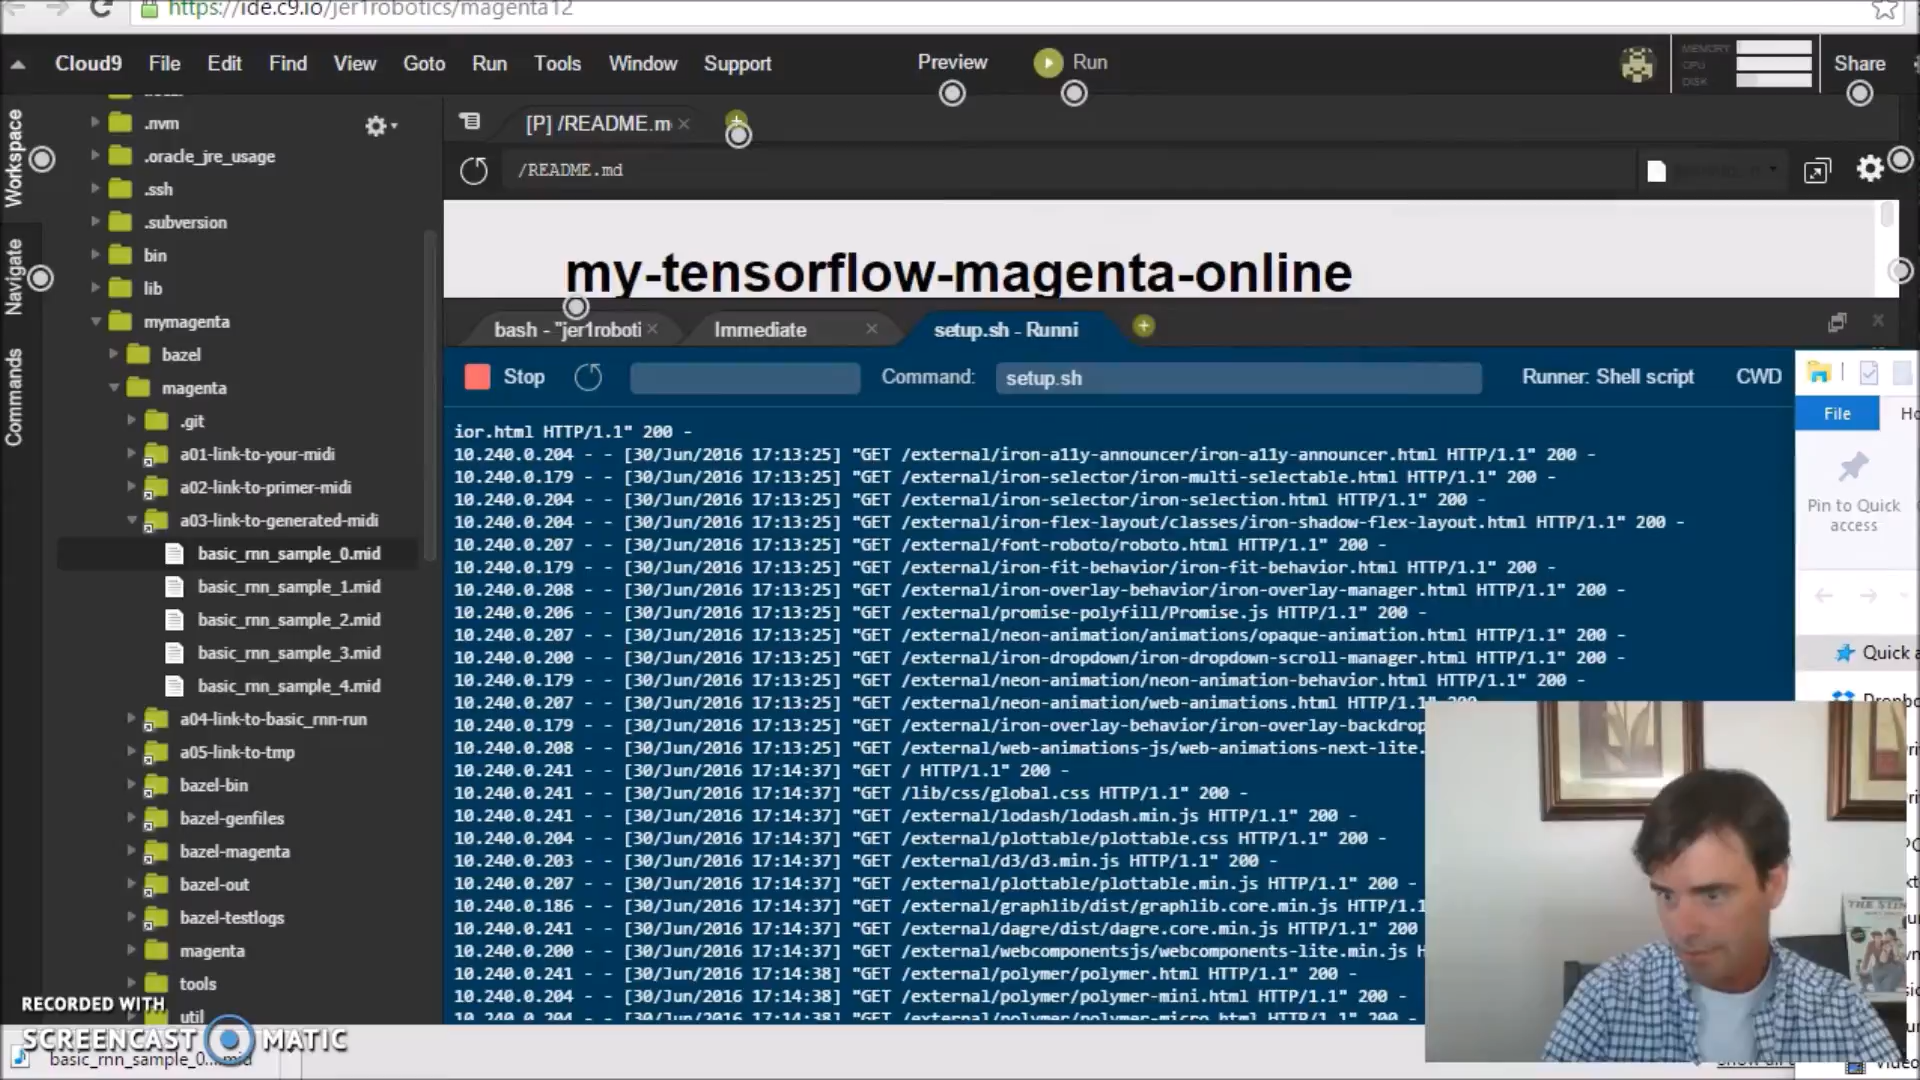 https://ide.c9.io/jer1robotics/magenta12
Cloud9 File Edit Find View Goto Run Tools Window Support Preview Run MEMORY CPU DISK Share
Workspace
Navigate
Commands
.nvm
.oracle_jre_usage
.ssh
.subversion
bin
lib
mymagenta
bazel
magenta
.git
a01-link-to-your-midi
a02-link-to-primer-midi
a03-link-to-generated-midi
basic_rnn_sample_0.mid
basic_rnn_sample_1.mid
basic_rnn_sample_2.mid
basic_rnn_sample_3.mid
basic_rnn_sample_4.mid
a04-link-to-basic_rnn-run
a05-link-to-tmp
bazel-bin
bazel-genfiles
bazel-magenta
bazel-out
bazel-testlogs
magenta
tools
util
[P] /README.m
/README.md
my-tensorflow-magenta-online
bash - "jer1roboti Immediate setup.sh - Runni
Stop Command: setup.sh Runner: Shell script CWD
ior.html HTTP/1.1" 200 -
10.240.0.204 - - [30/Jun/2016 17:13:25] "GET /external/iron-a11y-announcer/iron-a11y-announcer.html HTTP/1.1" 200 -
10.240.0.179 - - [30/Jun/2016 17:13:25] "GET /external/iron-selector/iron-multi-selectable.html HTTP/1.1" 200 -
10.240.0.204 - - [30/Jun/2016 17:13:25] "GET /external/iron-selector/iron-selection.html HTTP/1.1" 200 -
10.240.0.204 - - [30/Jun/2016 17:13:25] "GET /external/iron-flex-layout/classes/iron-shadow-flex-layout.html HTTP/1.1" 200 -
10.240.0.207 - - [30/Jun/2016 17:13:25] "GET /external/font-roboto/roboto.html HTTP/1.1" 200 -
10.240.0.179 - - [30/Jun/2016 17:13:25] "GET /external/iron-fit-behavior/iron-fit-behavior.html HTTP/1.1" 200 -
10.240.0.208 - - [30/Jun/2016 17:13:25] "GET /external/iron-overlay-behavior/iron-overlay-manager.html HTTP/1.1" 200 -
10.240.0.206 - - [30/Jun/2016 17:13:25] "GET /external/promise-polyfill/Promise.js HTTP/1.1" 200 -
10.240.0.207 - - [30/Jun/2016 17:13:25] "GET /external/neon-animation/animations/opaque-animation.html HTTP/1.1" 200 -
10.240.0.200 - - [30/Jun/2016 17:13:25] "GET /external/iron-dropdown/iron-dropdown-scroll-manager.html HTTP/1.1" 200 -
10.240.0.179 - - [30/Jun/2016 17:13:25] "GET /external/neon-animation/neon-animation-behavior.html HTTP/1.1" 200 -
10.240.0.207 - - [30/Jun/2016 17:13:25] "GET /external/neon-animation/web-animations.html HTTP/1.1" 200 -
10.240.0.179 - - [30/Jun/2016 17:13:25] "GET /external/iron-overlay-behavior/iron-overlay-backdrop
10.240.0.208 - - [30/Jun/2016 17:13:25] "GET /external/web-animations-js/web-animations-next-lite.
10.240.0.241 - - [30/Jun/2016 17:14:37] "GET / HTTP/1.1" 200 -
10.240.0.241 - - [30/Jun/2016 17:14:37] "GET /lib/css/global.css HTTP/1.1" 200 -
10.240.0.241 - - [30/Jun/2016 17:14:37] "GET /external/lodash/lodash.min.js HTTP/1.1" 200 -
10.240.0.204 - - [30/Jun/2016 17:14:37] "GET /external/plottable/plottable.css HTTP/1.1" 200 -
10.240.0.203 - - [30/Jun/2016 17:14:37] "GET /external/d3/d3.min.js HTTP/1.1" 200 -
10.240.0.207 - - [30/Jun/2016 17:14:37] "GET /external/plottable/plottable.min.js HTTP/1.1" 200 -
10.240.0.186 - - [30/Jun/2016 17:14:37] "GET /external/graphlib/dist/graphlib.core.min.js HTTP/1.1
10.240.0.241 - - [30/Jun/2016 17:14:37] "GET /external/dagre/dist/dagre.core.min.js HTTP/1.1" 200
10.240.0.200 - - [30/Jun/2016 17:14:37] "GET /external/webcomponentsjs/webcomponents-lite.min.js H
10.240.0.241 - - [30/Jun/2016 17:14:38] "GET /external/polymer/polymer.html HTTP/1.1" 200 -
10.240.0.204 - - [30/Jun/2016 17:14:38] "GET /external/polymer/polymer-mini.html HTTP/1.1" 200 -
10.240.0.204 - - [30/Jun/2016 17:14:38] "GET /external/polymer/polymer-micro.html HTTP/1.1" 200 -
File Ho
Pin to Quick
access
Quick a
Dropbo
THE STIN
RECORDED WITH
SCREENCAST MATIC
basic_rnn_sample_0....mid
Show all
Video